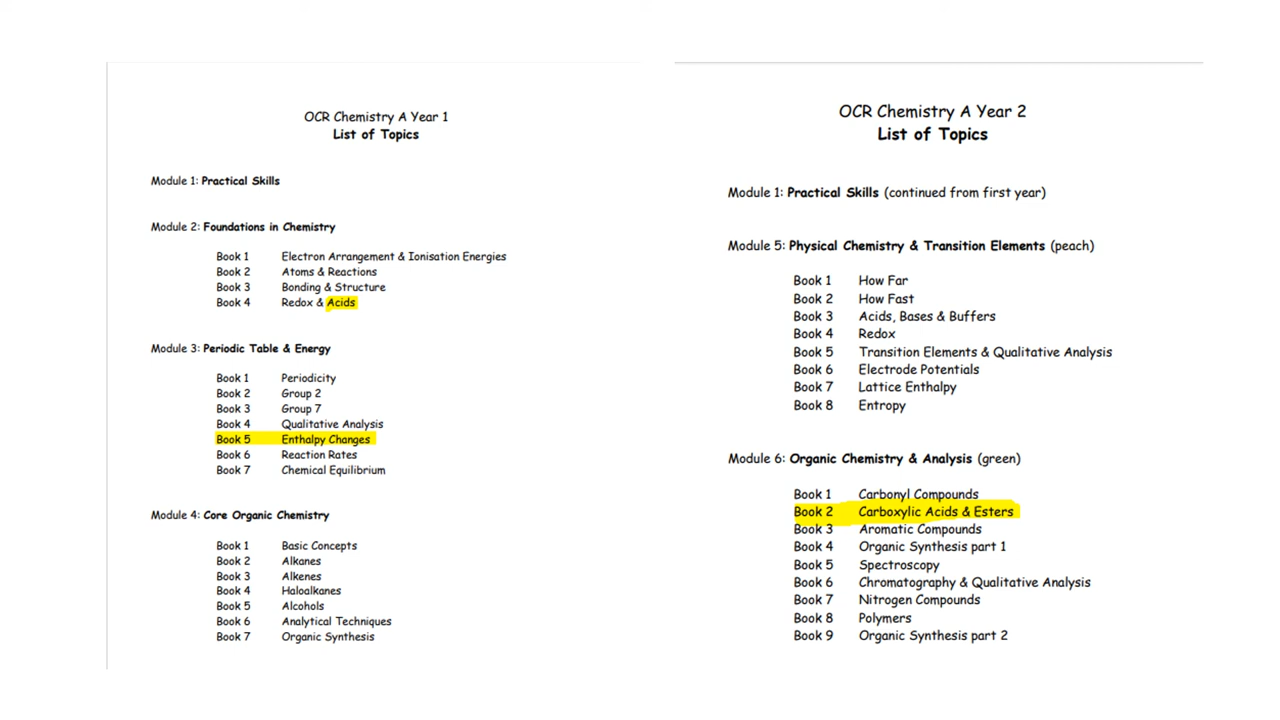 OCR Chemistry A Year 1
List of Topics
Module 1: Practical Skills
Module 2: Foundations in Chemistry
Book 1 Electron Arrangement & Ionisation Energies
Book 2 Atoms & Reactions
Book 3 Bonding & Structure
Book 4 Redox & Acids
Module 3: Periodic Table & Energy
Book 1 Periodicity
Book 2 Group 2
Book 3 Group 7
Book 4 Qualitative Analysis
Book 5 Enthalpy Changes
Book 6 Reaction Rates
Book 7 Chemical Equilibrium
Module 4: Core Organic Chemistry
Book 1 Basic Concepts
Book 2 Alkanes
Book 3 Alkenes
Book 4 Haloalkanes
Book 5 Alcohols
Book 6 Analytical Techniques
Book 7 Organic Synthesis
OCR Chemistry A Year 2
List of Topics
Module 1: Practical Skills (continued from first year)
Module 5: Physical Chemistry & Transition Elements (peach)
Book 1 How Far
Book 2 How Fast
Book 3 Acids, Bases & Buffers
Book 4 Redox
Book 5 Transition Elements & Qualitative Analysis
Book 6 Electrode Potentials
Book 7 Lattice Enthalpy
Book 8 Entropy
Module 6: Organic Chemistry & Analysis (green)
Book 1 Carbonyl Compounds
Book 2 Carboxylic Acids & Esters
Book 3 Aromatic Compounds
Book 4 Organic Synthesis part 1
Book 5 Spectroscopy
Book 6 Chromatography & Qualitative Analysis
Book 7 Nitrogen Compounds
Book 8 Polymers
Book 9 Organic Synthesis part 2